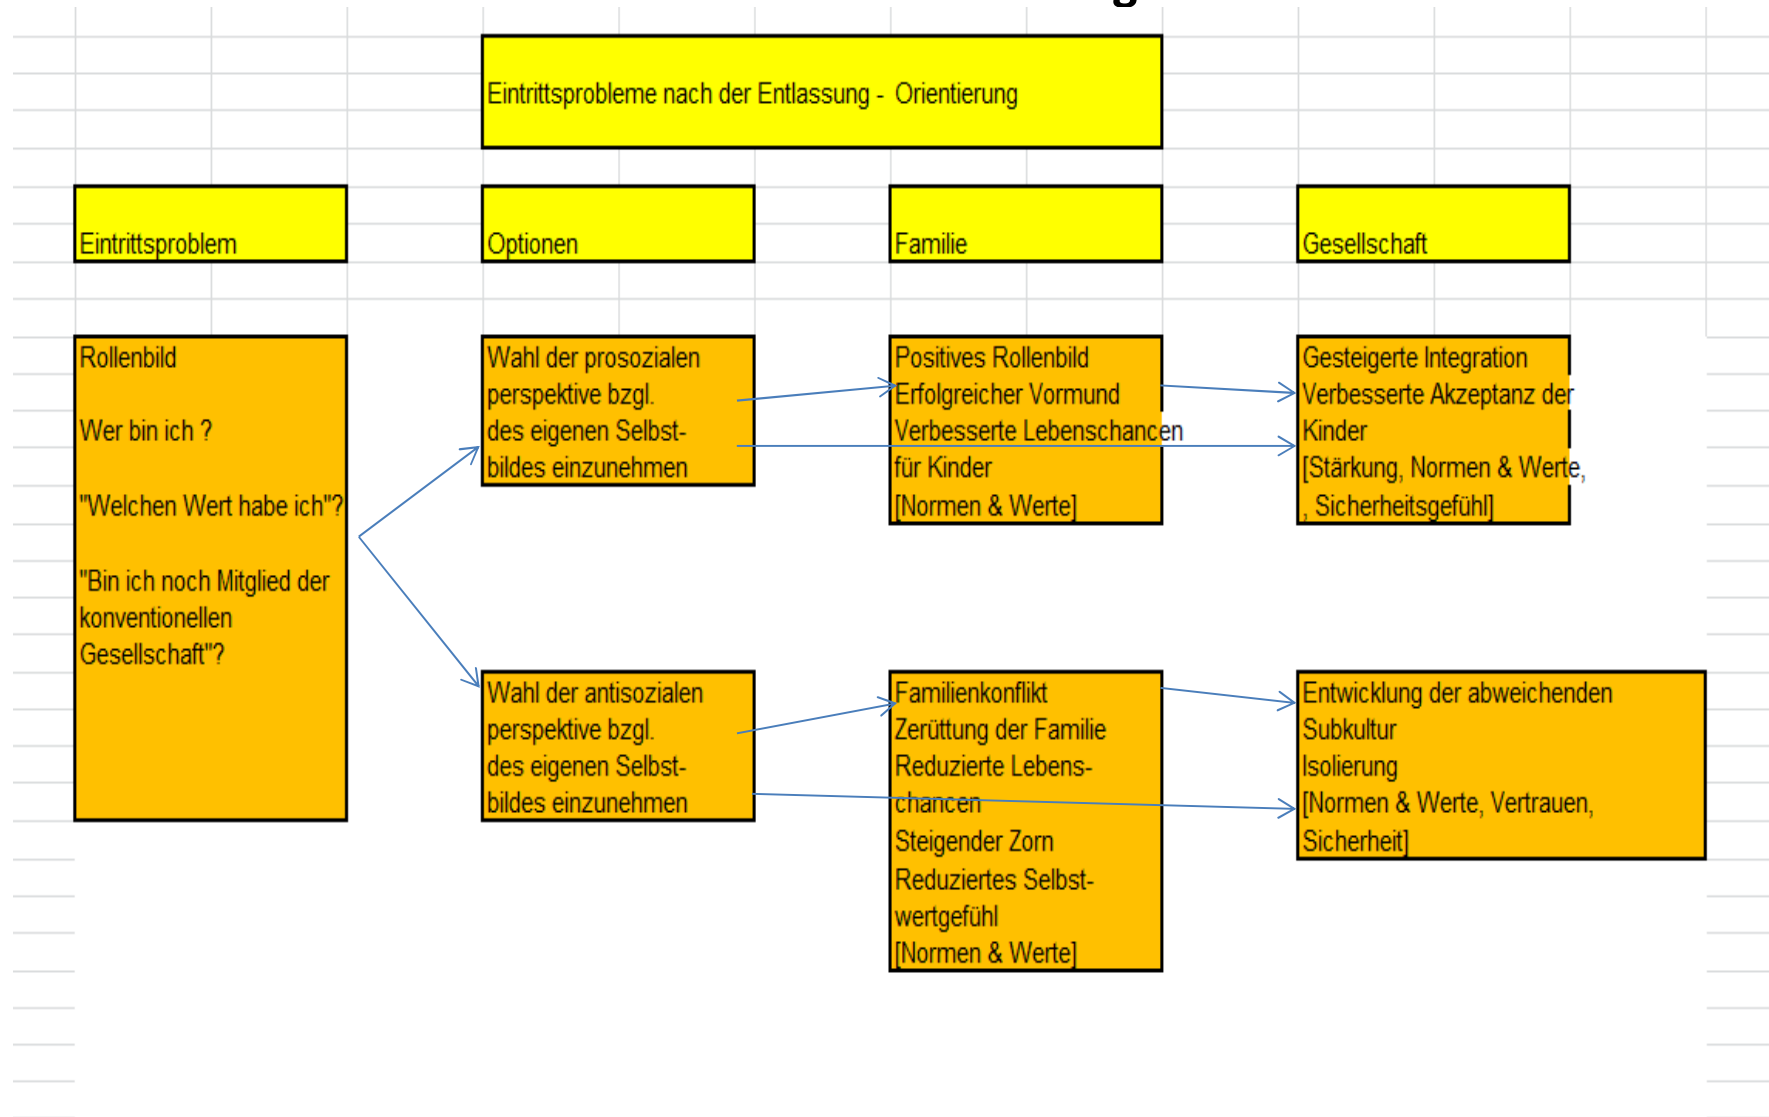 Eintrittsprobleme nach der Entlassung - Orientierung
Eintrittsproblem
Optionen
Familie
Gesellschaft
Rollenbild
Wer bin ich ?
"Welchen Wert habe ich"?
"Bin ich noch Mitglied der
konventionellen
Gesellschaft"?
Wahl der prosozialen
perspektive bzgl.
des eigenen Selbst-
bildes einzunehmen
Positives Rollenbild
Erfolgreicher Vormund
Verbesserte Lebenschancen
für Kinder
[Normen & Werte]
Gesteigerte Integration
Verbesserte Akzeptanz der
Kinder
[Stärkung, Normen & Werte,
, Sicherheitsgefühl]
Wahl der antisozialen
perspektive bzgl.
des eigenen Selbst-
bildes einzunehmen
Familienkonflikt
Zerüttung der Familie
Reduzierte Lebens-
chancen
Steigender Zorn
Reduziertes Selbst-
wertgefühl
[Normen & Werte]
Entwicklung der abweichenden
Subkultur
Isolierung
[Normen & Werte, Vertrauen,
Sicherheit]